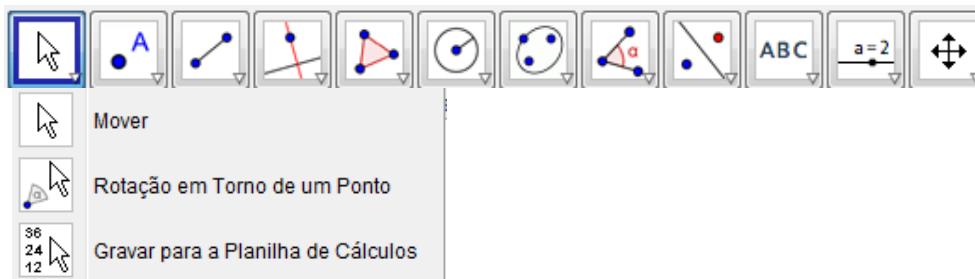 A
α
ABC
a=2
Mover
α
Rotação em Torno de um Ponto
36
24
12
Gravar para a Planilha de Cálculos